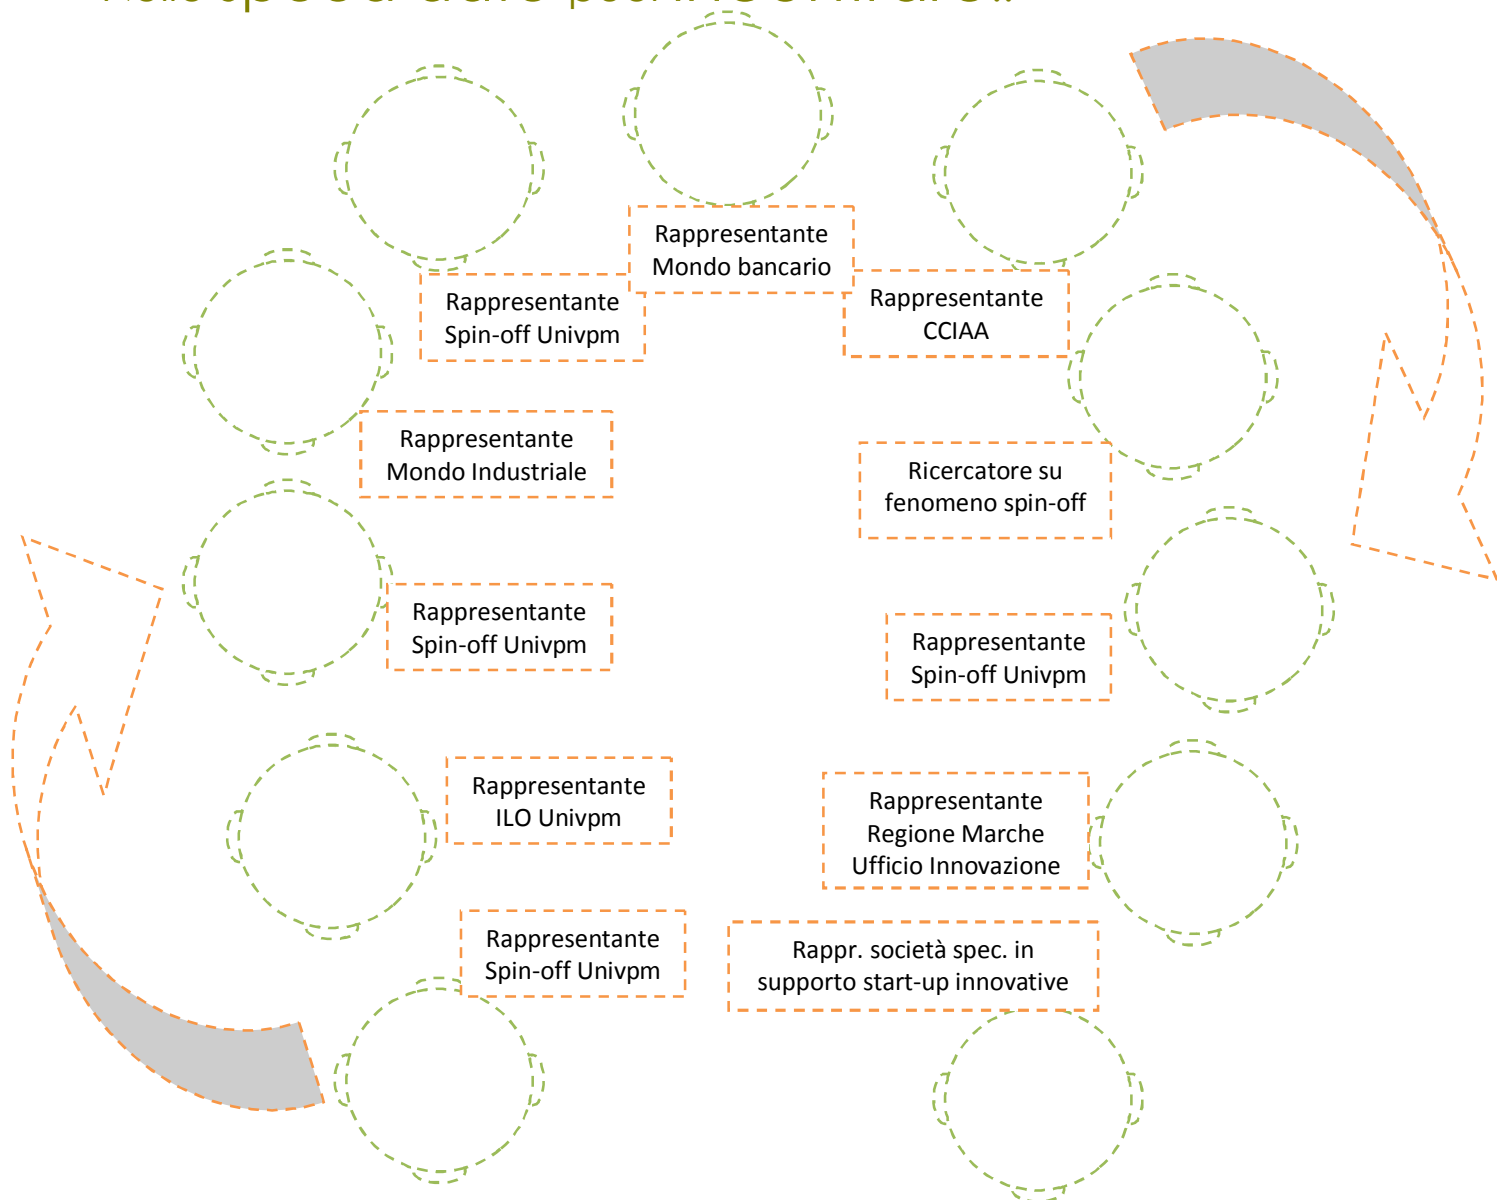 Rappresentante
Mondo bancario
Rappresentante
Spin-off Univpm
Rappresentante
CCIAA
Rappresentante
Mondo Industriale
Ricercatore su
fenomeno spin-off
Rappresentante
Spin-off Univpm
Rappresentante
Spin-off Univpm
Rappresentante
ILO Univpm
Rappresentante
Regione Marche
Ufficio Innovazione
Rappresentante
Spin-off Univpm
Rappr. società spec. in
supporto start-up innovative